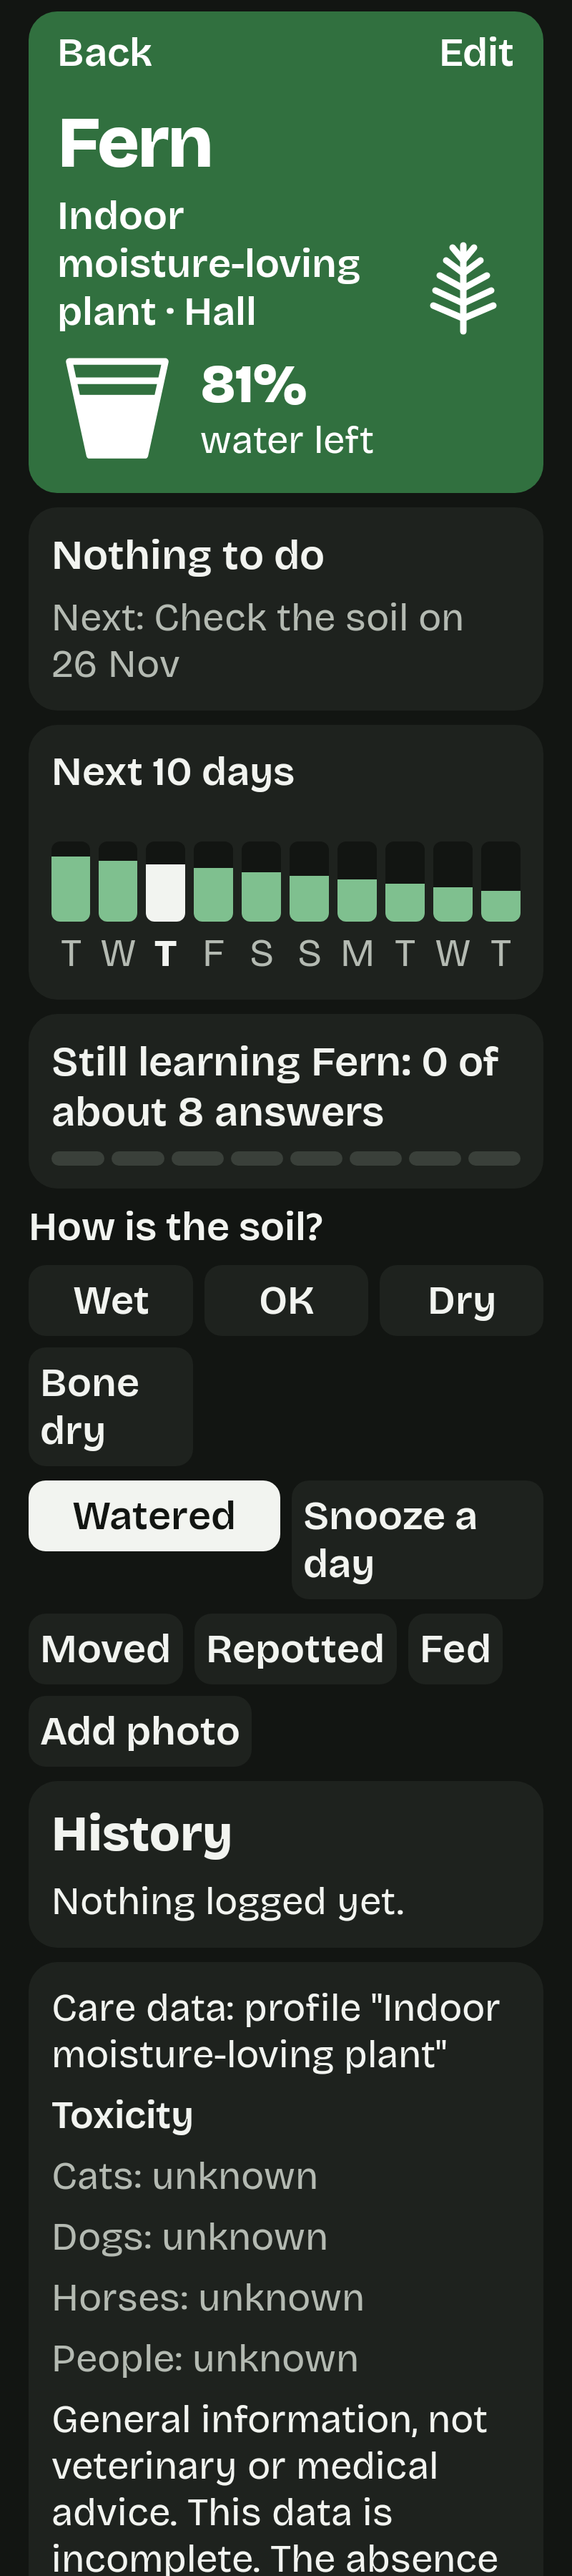 Back
Edit
Fern
Indoor
moisture-loving
plant · Hall
81%
water left
Nothing to do
Next: Check the soil on
26 Nov
Next 10 days
T W T F S S M T W T
Still learning Fern: 0 of
about 8 answers
How is the soil?
Wet
OK
Dry
Bone
dry
Watered
Snooze a
day
Moved
Repotted
Fed
Add photo
History
Nothing logged yet.
Care data: profile "Indoor
moisture-loving plant"
Toxicity
Cats: unknown
Dogs: unknown
Horses: unknown
People: unknown
General information, not
veterinary or medical
advice. This data is
incomplete. The absence